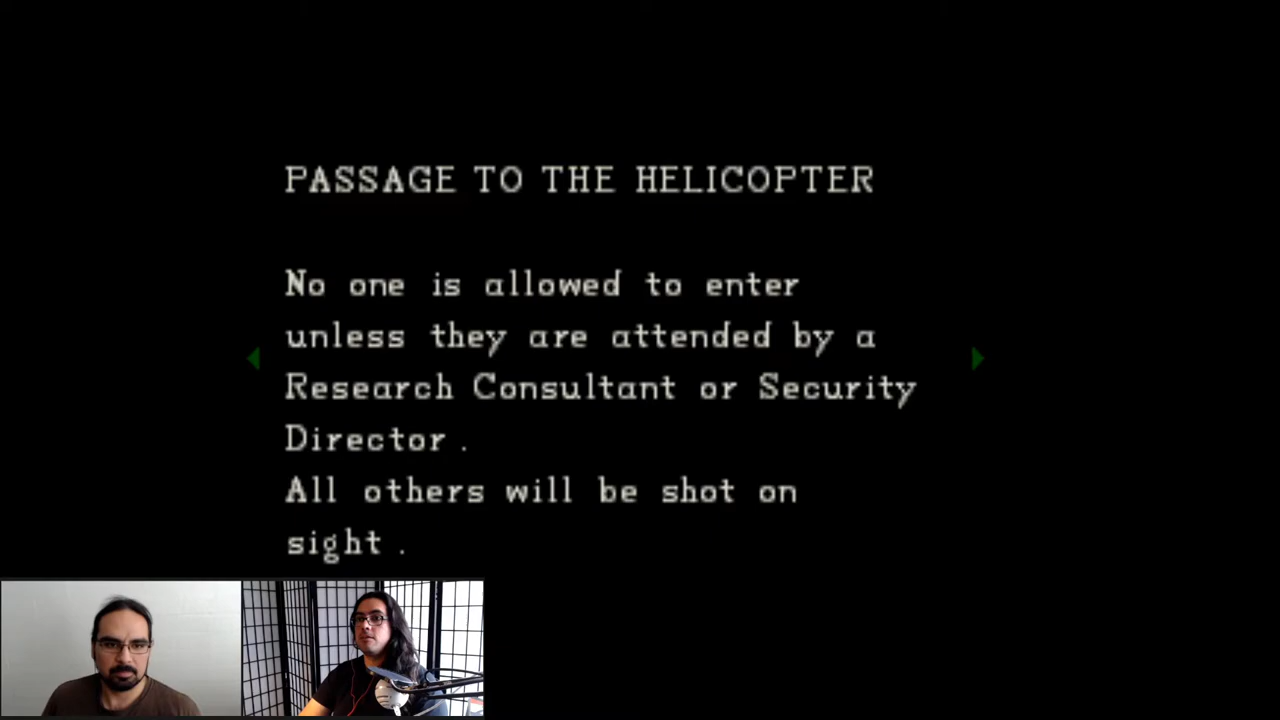 PASSAGE TO THE HELICOPTER
No one is allowed to enter
unless they are attended by a
Research Consultant or Security
Director .
All others will be shot on
sight .